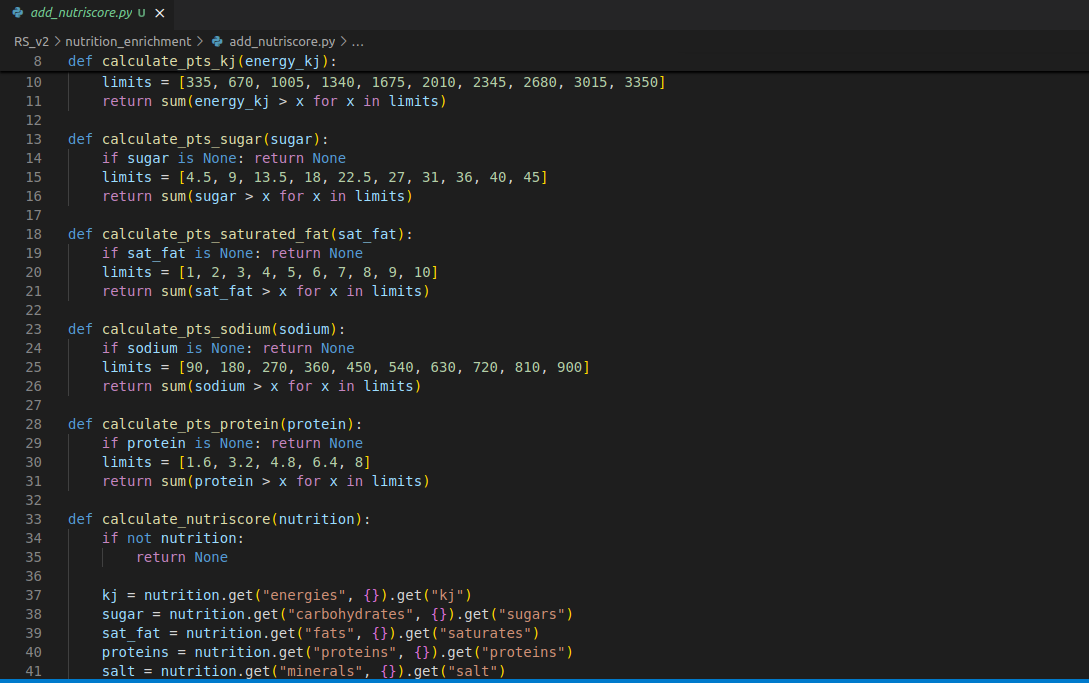 add_nutriscore.py U ×
RS_v2 > nutrition_enrichment > add_nutriscore.py > ...
8 def calculate_pts_kj(energy_kj):
10     limits = [335, 670, 1005, 1340, 1675, 2010, 2345, 2680, 3015, 3350]
11     return sum(energy_kj > x for x in limits)
12
13 def calculate_pts_sugar(sugar):
14     if sugar is None: return None
15     limits = [4.5, 9, 13.5, 18, 22.5, 27, 31, 36, 40, 45]
16     return sum(sugar > x for x in limits)
17
18 def calculate_pts_saturated_fat(sat_fat):
19     if sat_fat is None: return None
20     limits = [1, 2, 3, 4, 5, 6, 7, 8, 9, 10]
21     return sum(sat_fat > x for x in limits)
22
23 def calculate_pts_sodium(sodium):
24     if sodium is None: return None
25     limits = [90, 180, 270, 360, 450, 540, 630, 720, 810, 900]
26     return sum(sodium > x for x in limits)
27
28 def calculate_pts_protein(protein):
29     if protein is None: return None
30     limits = [1.6, 3.2, 4.8, 6.4, 8]
31     return sum(protein > x for x in limits)
32
33 def calculate_nutriscore(nutrition):
34     if not nutrition:
35         return None
36
37     kj = nutrition.get("energies", {}).get("kj")
38     sugar = nutrition.get("carbohydrates", {}).get("sugars")
39     sat_fat = nutrition.get("fats", {}).get("saturates")
40     proteins = nutrition.get("proteins", {}).get("proteins")
41     salt = nutrition.get("minerals", {}).get("salt")